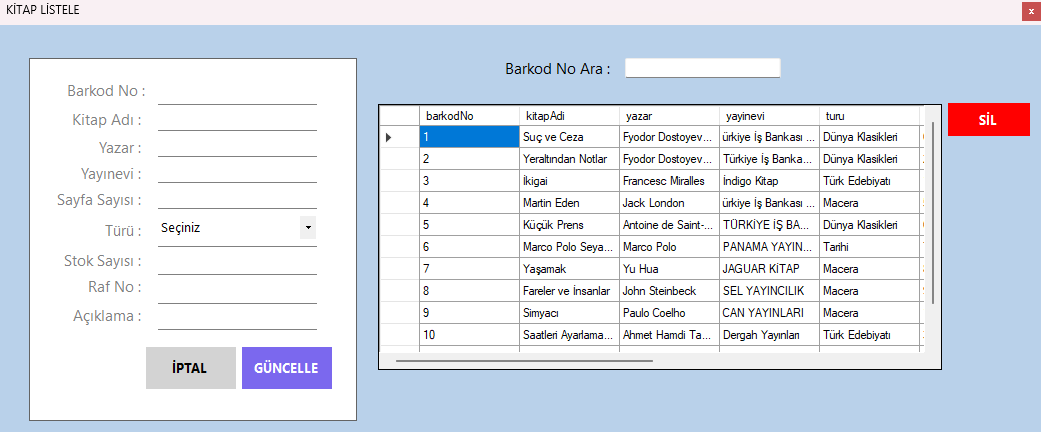 KİTAP LİSTELE
x
Barkod No :
Kitap Adı :
Yazar :
Yayınevi :
Sayfa Sayısı :
Türü : Seçiniz
Stok Sayısı :
Raf No :
Açıklama :
İPTAL GÜNCELLE
Barkod No Ara :
barkodNo kitapAdi yazar yayinevi turu
1 Suç ve Ceza Fyodor Dostoyev... ürkiye İş Bankası ... Dünya Klasikleri
2 Yeraltından Notlar Fyodor Dostoyev... Türkiye İş Banka... Dünya Klasikleri
3 İkigai Francesc Miralles İndigo Kitap Türk Edebiyatı
4 Martin Eden Jack London ürkiye İş Bankası ... Macera
5 Küçük Prens Antoine de Saint-... TÜRKİYE İŞ BA... Dünya Klasikleri
6 Marco Polo Seya... Marco Polo PANAMA YAYIN... Tarihi
7 Yaşamak Yu Hua JAGUAR KİTAP Macera
8 Fareler ve İnsanlar John Steinbeck SEL YAYINCILIK Macera
9 Simyacı Paulo Coelho CAN YAYINLARI Macera
10 Saatleri Ayarlama... Ahmet Hamdi Ta... Dergah Yayınları Türk Edebiyatı
SİL